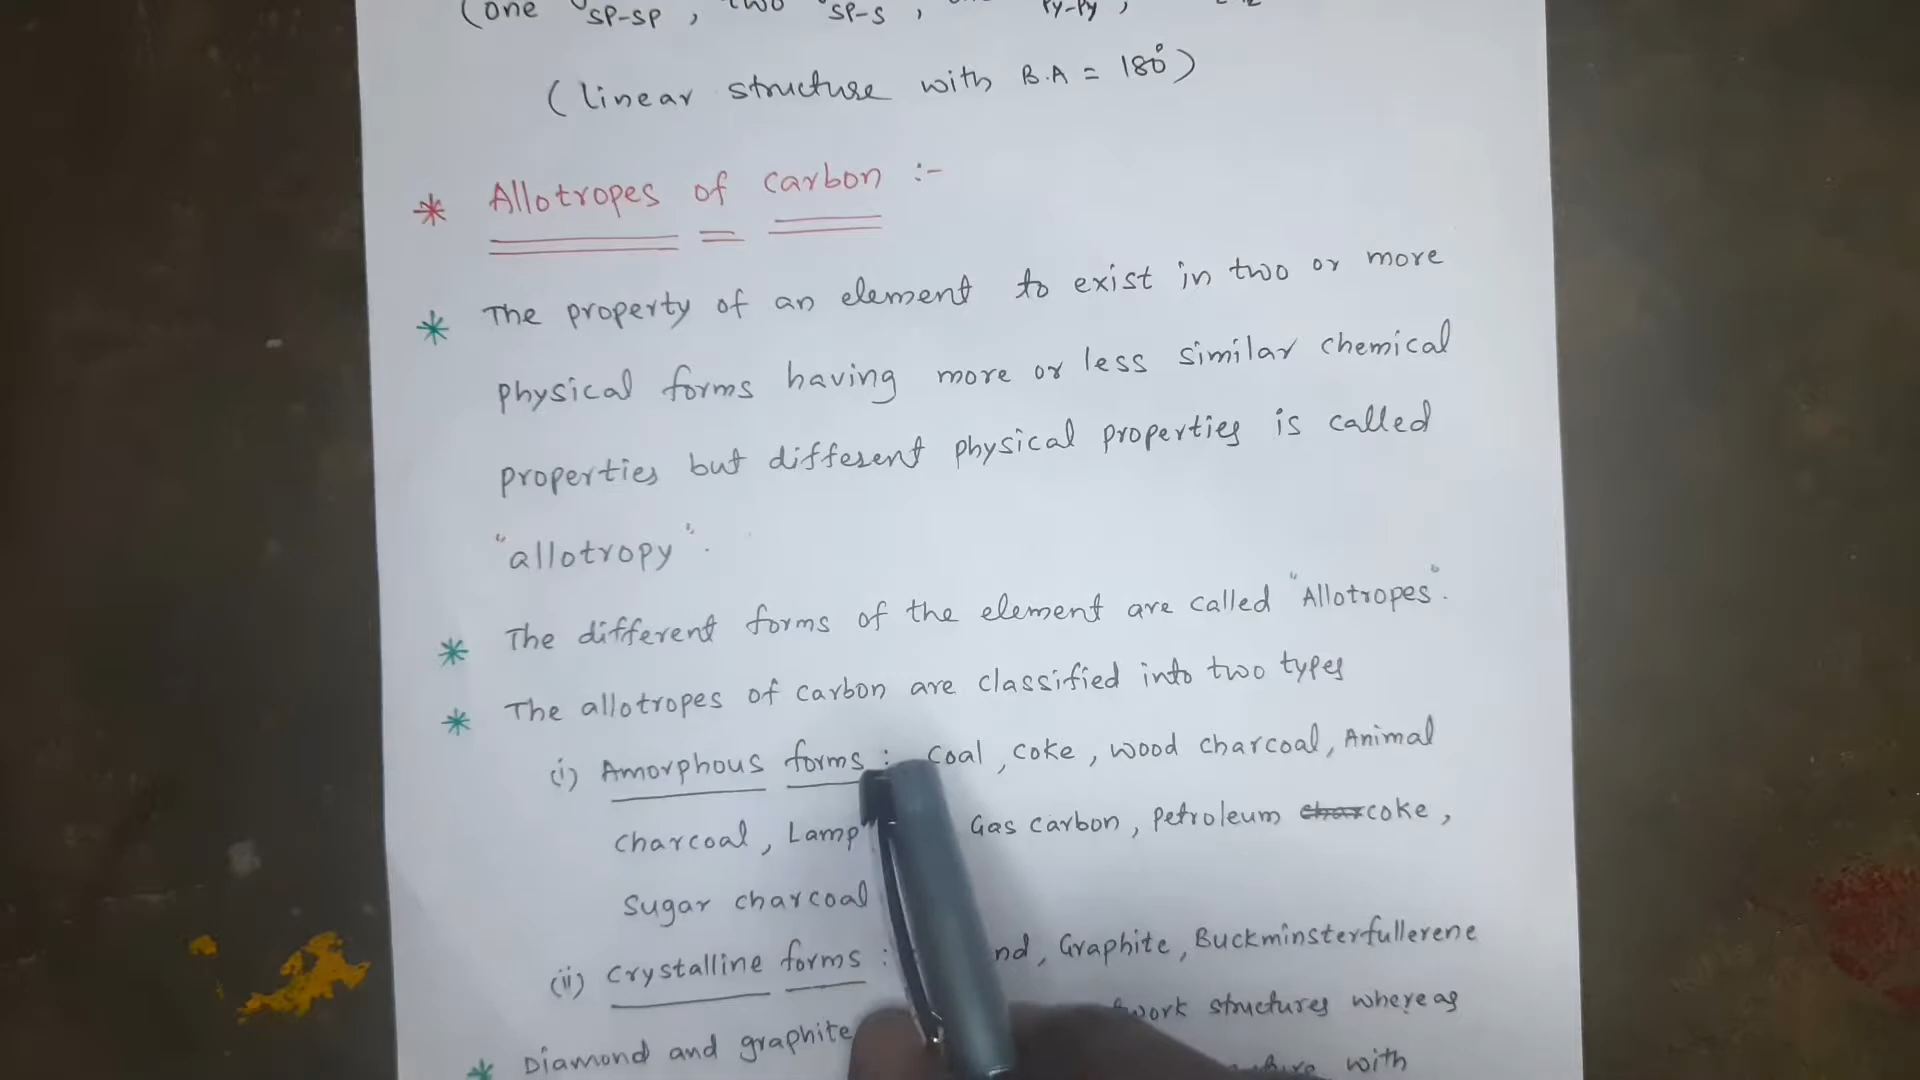 (one σ SP-SP, two σ SP-S, Py-Py,
(linear structure with B.A = 180°)
* Allotropes of carbon :-
* The property of an element to exist in two or more
physical forms having more or less similar chemical
properties but different physical properties is called
"allotropy".
* The different forms of the element are called "Allotropes".
* The allotropes of carbon are classified into two types
(i) Amorphous forms : coal, coke, wood charcoal, Animal
charcoal, Lamp Gas carbon, Petroleum coke,
Sugar charcoal
(ii) Crystalline forms : Graphite, Buckminsterfullerene
* Diamond and graphite structures whereas
with